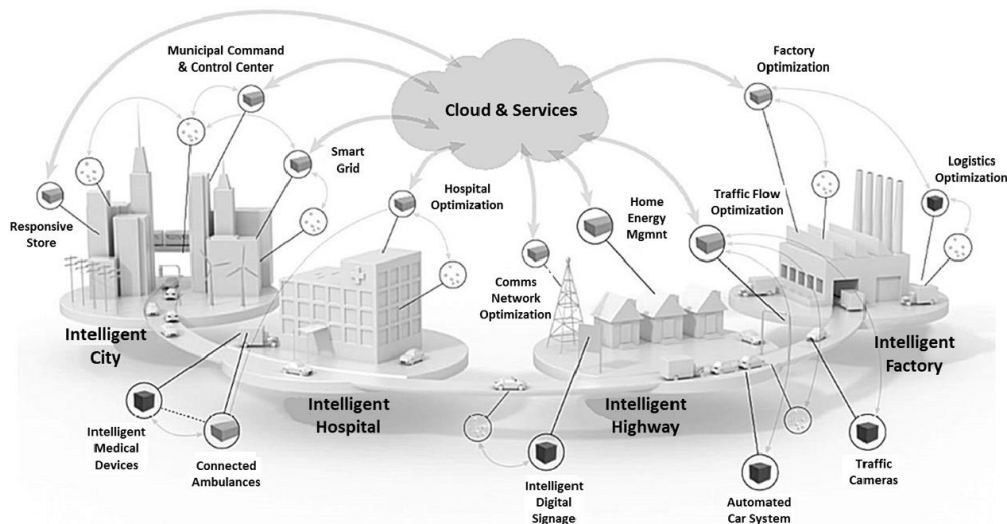 Municipal Command
& Control Center
Factory
Optimization
Cloud & Services
Smart
Grid
Logistics
Optimization
Hospital
Optimization
Home
Energy
Mgmnt
Traffic Flow
Optimization
Responsive
Store
Comms
Network
Optimization
Intelligent
City
Intelligent
Factory
Intelligent
Hospital
Intelligent
Highway
Intelligent
Medical
Devices
Connected
Ambulances
Intelligent
Digital
Signage
Automated
Car System
Traffic
Cameras